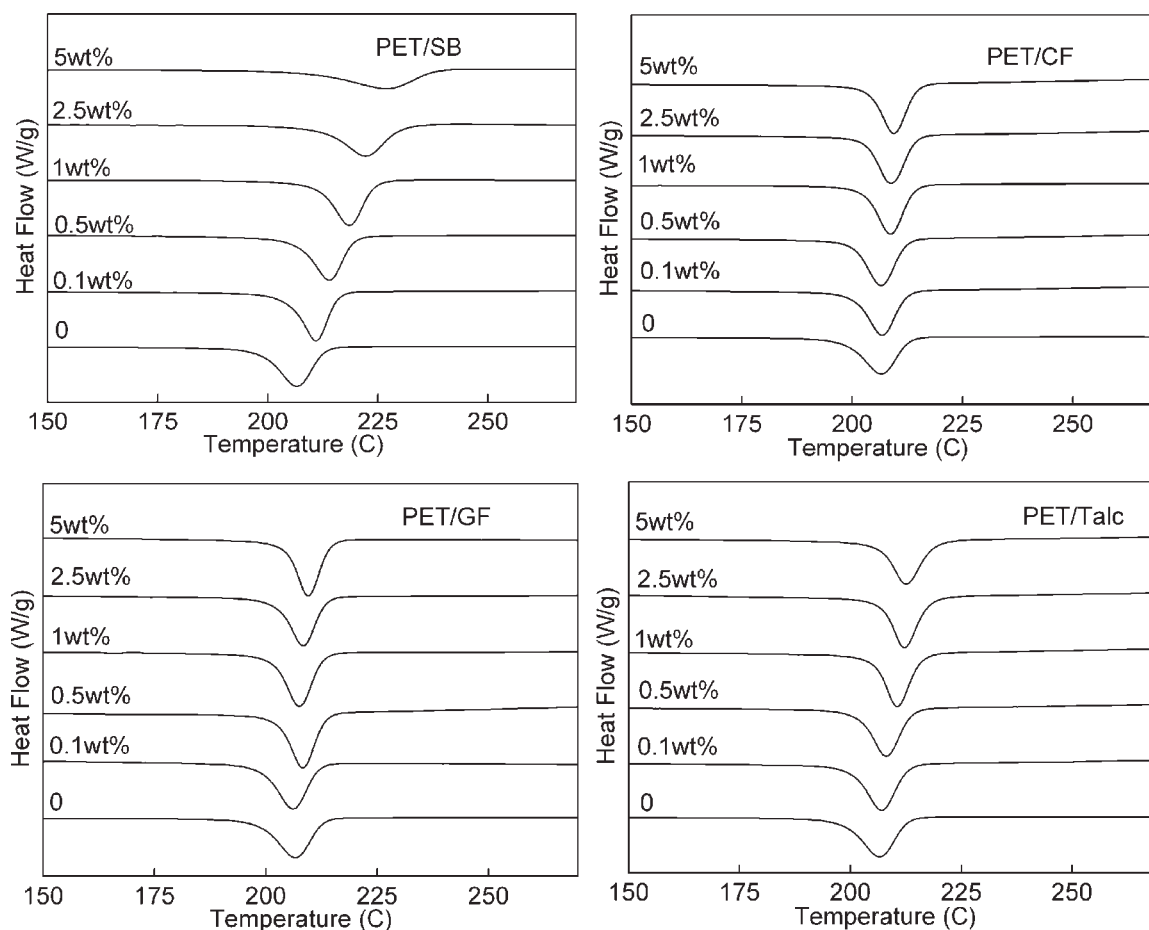 PET/SB
5wt%
2.5wt%
1wt%
0.5wt%
0.1wt%
0
Heat Flow (W/g)
150 175 200 225 250
Temperature (C)
PET/CF
5wt%
2.5wt%
1wt%
0.5wt%
0.1wt%
0
Heat Flow (W/g)
150 175 200 225 250
Temperature (C)
PET/GF
5wt%
2.5wt%
1wt%
0.5wt%
0.1wt%
0
Heat Flow (W/g)
150 175 200 225 250
Temperature (C)
PET/Talc
5wt%
2.5wt%
1wt%
0.5wt%
0.1wt%
0
Heat Flow (W/g)
150 175 200 225 250
Temperature (C)